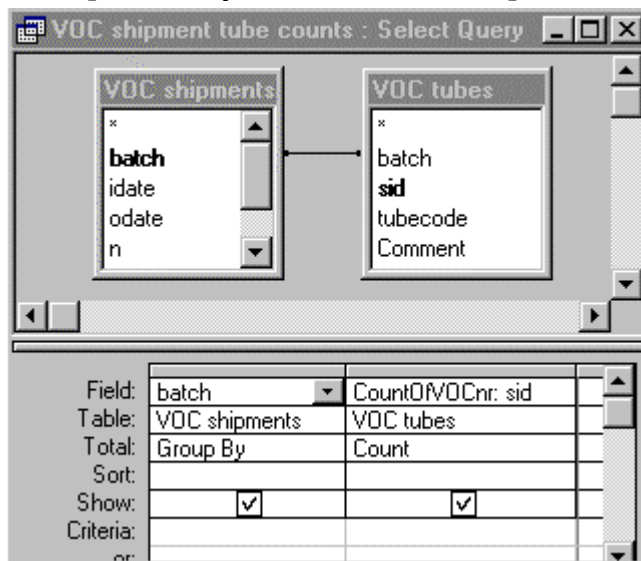 VOC shipment tube counts : Select Query
VOC shipments
*
batch
idate
odate
n
VOC tubes
*
batch
sid
tubecode
Comment
Field: batch CountOfVOCnr: sid
Table: VOC shipments VOC tubes
Total: Group By Count
Sort:
Show:
Criteria:
or: